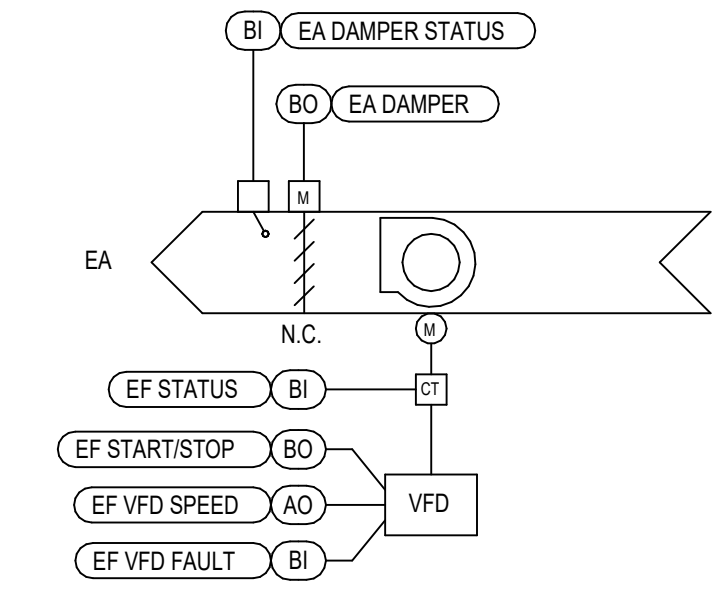 BI EA DAMPER STATUS
BO EA DAMPER
M
EA
N.C.
M
EF STATUS BI
CT
EF START/STOP BO
EF VFD SPEED AO
VFD
EF VFD FAULT BI